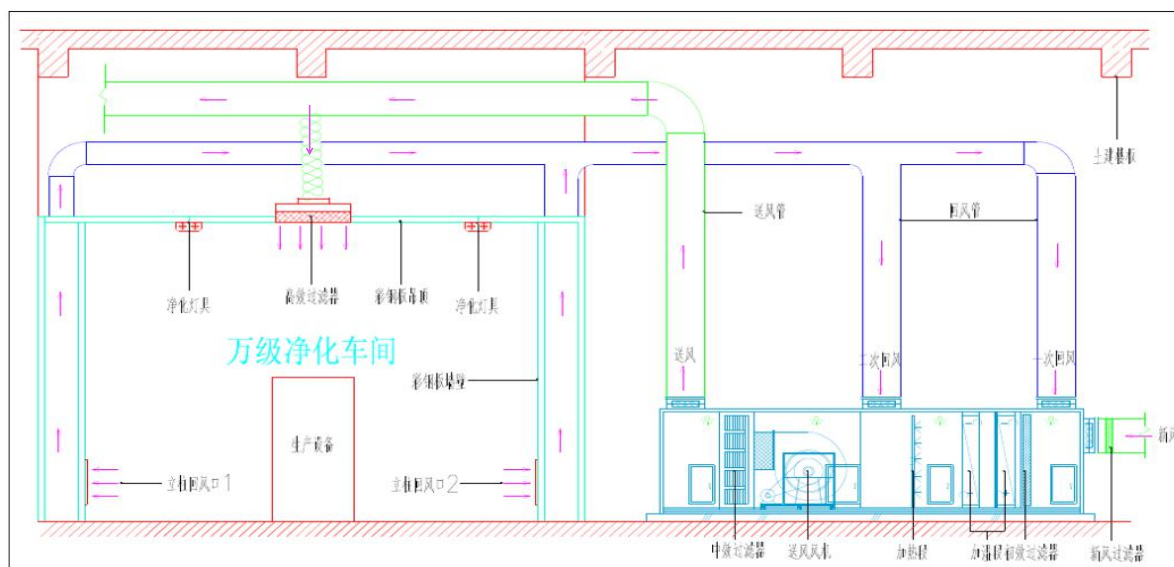 土建楼板
送风管
回风管
净化灯具
高效过滤器
彩钢板吊顶
净化灯具
万级净化车间
送风
二次回风
一次回风
彩钢板墙壁
新风
生产设备
立柱回风口1
立柱回风口2
中效过滤器
送风风机
加热段
加湿段
初效过滤器
新风过滤器